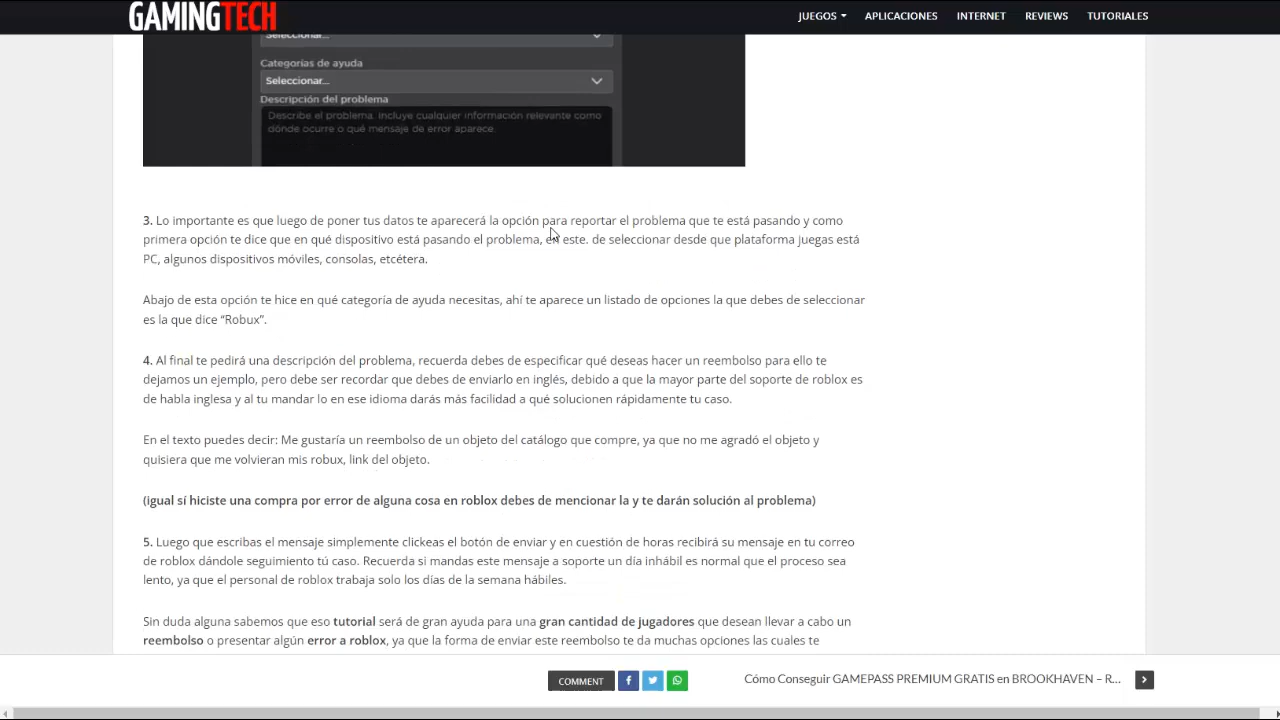 GAMINGTECH
JUEGOS
APLICACIONES
INTERNET
REVIEWS
TUTORIALES
Seleccionar...
Categorías de ayuda
Seleccionar...
Descripción del problema
Describe el problema. Incluye cualquier información relevante como
dónde ocurre o qué mensaje de error aparece.
3. Lo importante es que luego de poner tus datos te aparecerá la opción para reportar el problema que te está pasando y como
primera opción te dice que en qué dispositivo está pasando el problema, en este. de seleccionar desde que plataforma juegas está
PC, algunos dispositivos móviles, consolas, etcétera.
Abajo de esta opción te hice en qué categoría de ayuda necesitas, ahí te aparece un listado de opciones la que debes de seleccionar
es la que dice “Robux”.
4. Al final te pedirá una descripción del problema, recuerda debes de especificar qué deseas hacer un reembolso para ello te
dejamos un ejemplo, pero debe ser recordar que debes de enviarlo en inglés, debido a que la mayor parte del soporte de roblox es
de habla inglesa y al tu mandar lo en ese idioma darás más facilidad a qué solucionen rápidamente tu caso.
En el texto puedes decir: Me gustaría un reembolso de un objeto del catálogo que compre, ya que no me agradó el objeto y
quisiera que me volvieran mis robux, link del objeto.
(igual sí hiciste una compra por error de alguna cosa en roblox debes de mencionar la y te darán solución al problema)
5. Luego que escribas el mensaje simplemente clickeas el botón de enviar y en cuestión de horas recibirá su mensaje en tu correo
de roblox dándole seguimiento tú caso. Recuerda si mandas este mensaje a soporte un día inhábil es normal que el proceso sea
lento, ya que el personal de roblox trabaja solo los días de la semana hábiles.
Sin duda alguna sabemos que eso tutorial será de gran ayuda para una gran cantidad de jugadores que desean llevar a cabo un
reembolso o presentar algún error a roblox, ya que la forma de enviar este reembolso te da muchas opciones las cuales te
COMMENT
Cómo Conseguir GAMEPASS PREMIUM GRATIS en BROOKHAVEN – R...